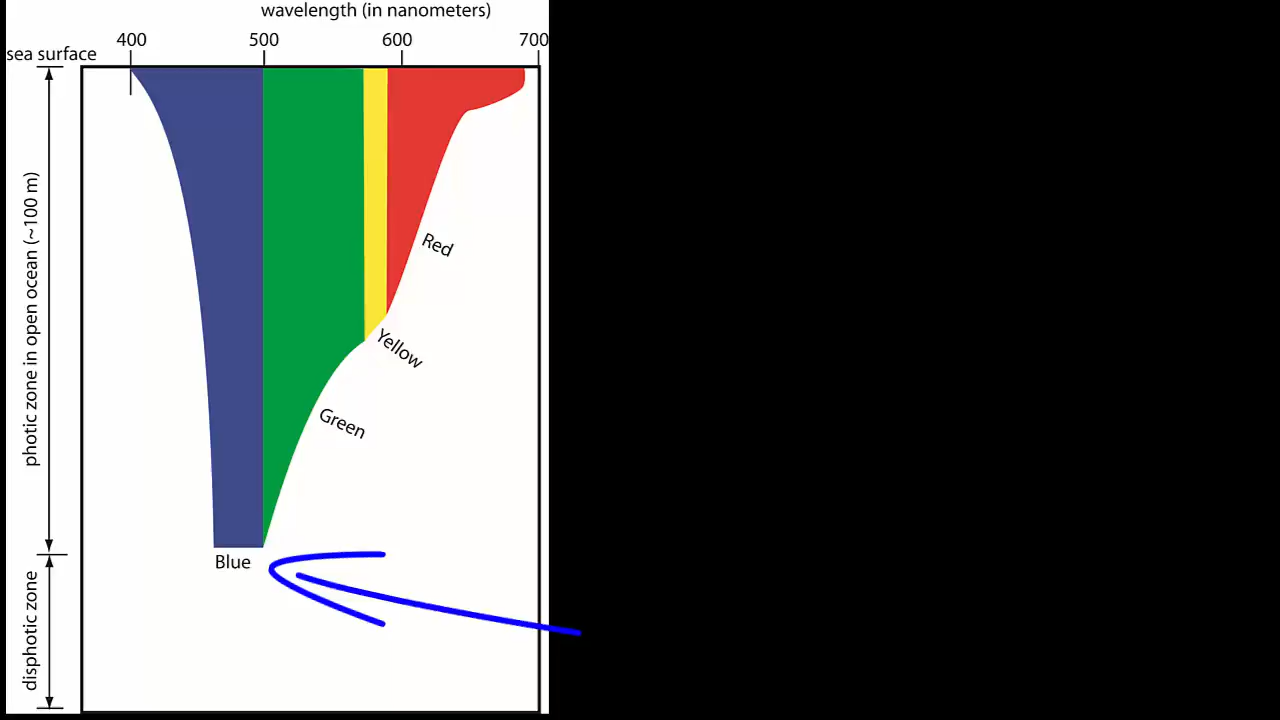 wavelength (in nanometers)
400 500 600 700
sea surface
photic zone in open ocean (~100 m)
Red
Yellow
Green
Blue
disphotic zone